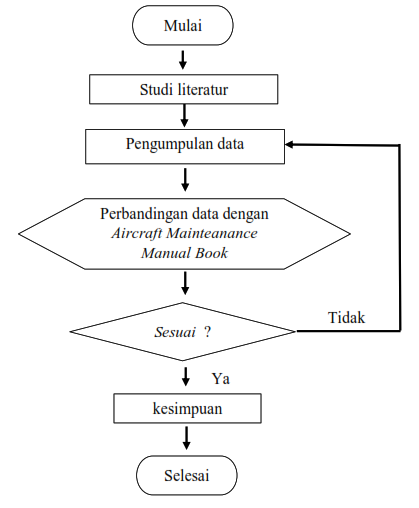 Mulai
Studi literatur
Pengumpulan data
Perbandingan data dengan
Aircraft Mainteanance
Manual Book
Sesuai ?
Tidak
Ya
kesimpuan
Selesai